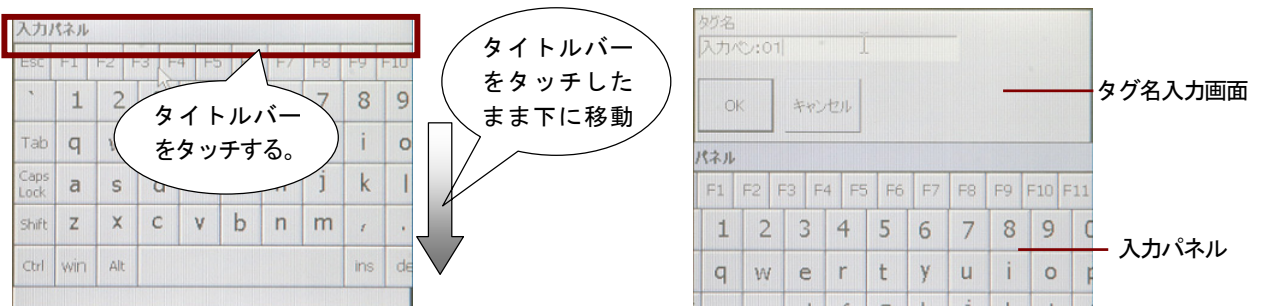 入力パネル
Esc F1 F2 F3 F4 F5 F7 F8 F9 F10
` 1 2 7 8 9
Tab q i o
Caps Lock a s d j k l
Shift z x c v b n m , .
Ctrl win Alt ins de
タイトルバー
をタッチする。
タイトルバー
をタッチした
まま下に移動
タグ名
入力ペン:01
OK キャンセル
パネル
F1 F2 F3 F4 F5 F6 F7 F8 F9 F10 F11
1 2 3 4 5 6 7 8 9 0
q w e r t y u i o p
タグ名入力画面
入力パネル